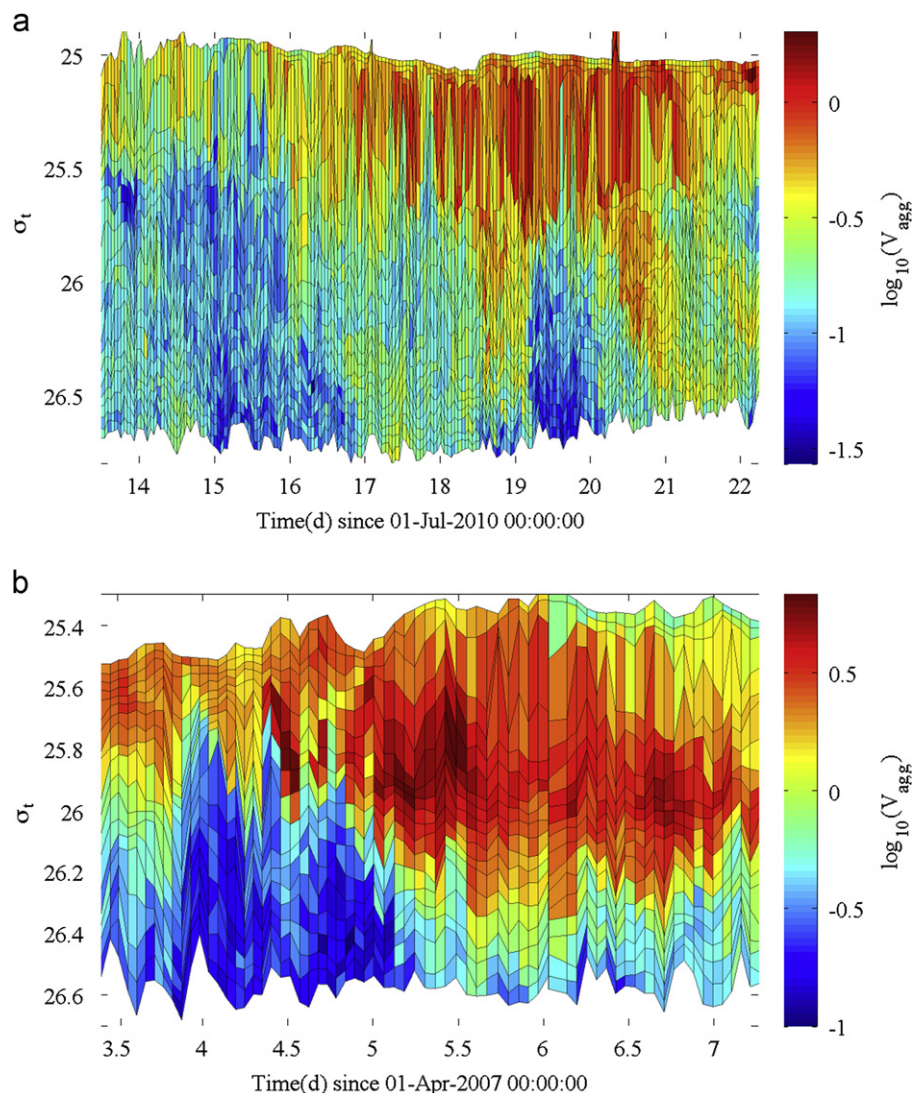 a
25
25.5
26
26.5
σt
14 15 16 17 18 19 20 21 22
Time(d) since 01-Jul-2010 00:00:00
0
-0.5
-1
-1.5
log10(Vagg)
b
25.4
25.6
25.8
26
26.2
26.4
26.6
σt
3.5 4 4.5 5 5.5 6 6.5 7
Time(d) since 01-Apr-2007 00:00:00
0.5
0
-0.5
-1
log10(Vagg)